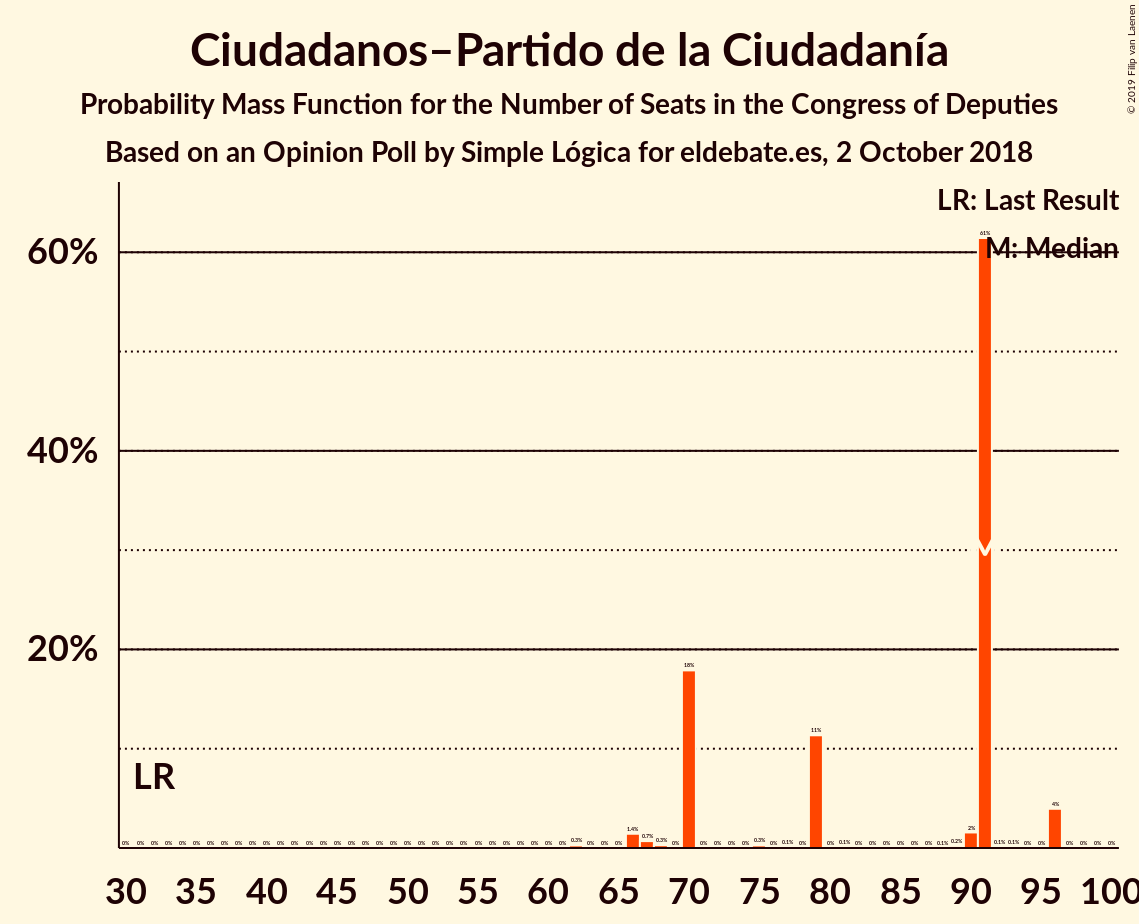 Ciudadanos–Partido de la Ciudadanía
Probability Mass Function for the Number of Seats in the Congress of Deputies
Based on an Opinion Poll by Simple Lógica for eldebate.es, 2 October 2018
© 2019 Filip van Laenen
LR: Last Result
M: Median
60%
40%
20%
LR
M
61%
18%
11%
4%
2%
1.4%
0.7%
0.3%
0.3%
0.3%
0.1%
0.1%
0.1%
0.2%
0.1%
0.1%
30 35 40 45 50 55 60 65 70 75 80 85 90 95 100